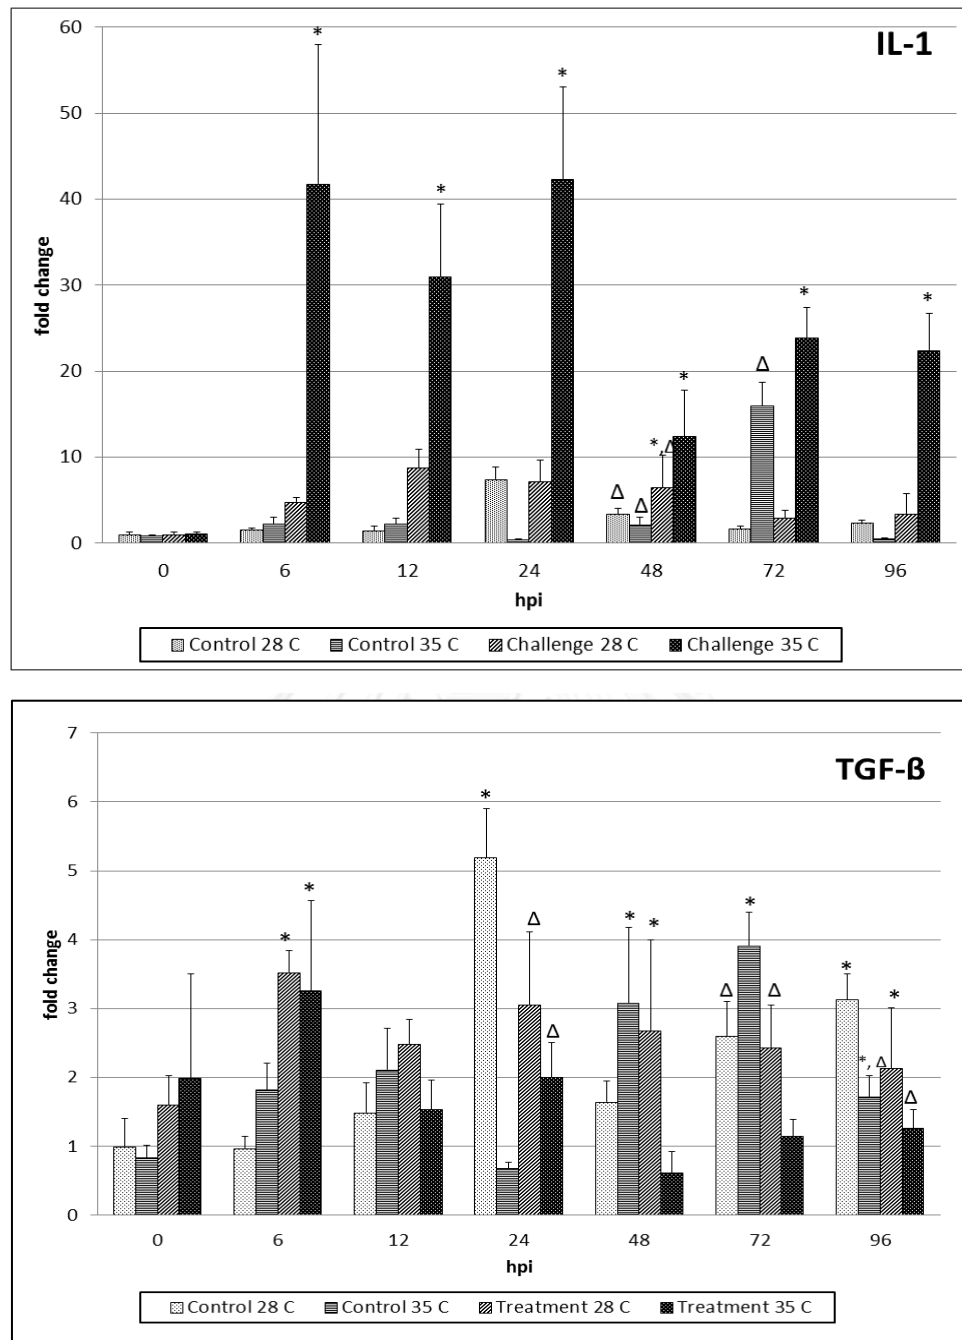 60
IL-1
50
40
30
20
10
0
fold change
*
*
*
Δ
Δ
*,Δ
*
Δ
*
*
0 6 12 24 48 72 96
hpi
Control 28 C Control 35 C Challenge 28 C Challenge 35 C
7
TGF-ß
6
5
4
3
2
1
0
fold change
*
*
*
Δ
Δ
*
*
Δ
*
Δ
*
*, Δ
*
Δ
0 6 12 24 48 72 96
hpi
Control 28 C Control 35 C Treatment 28 C Treatment 35 C